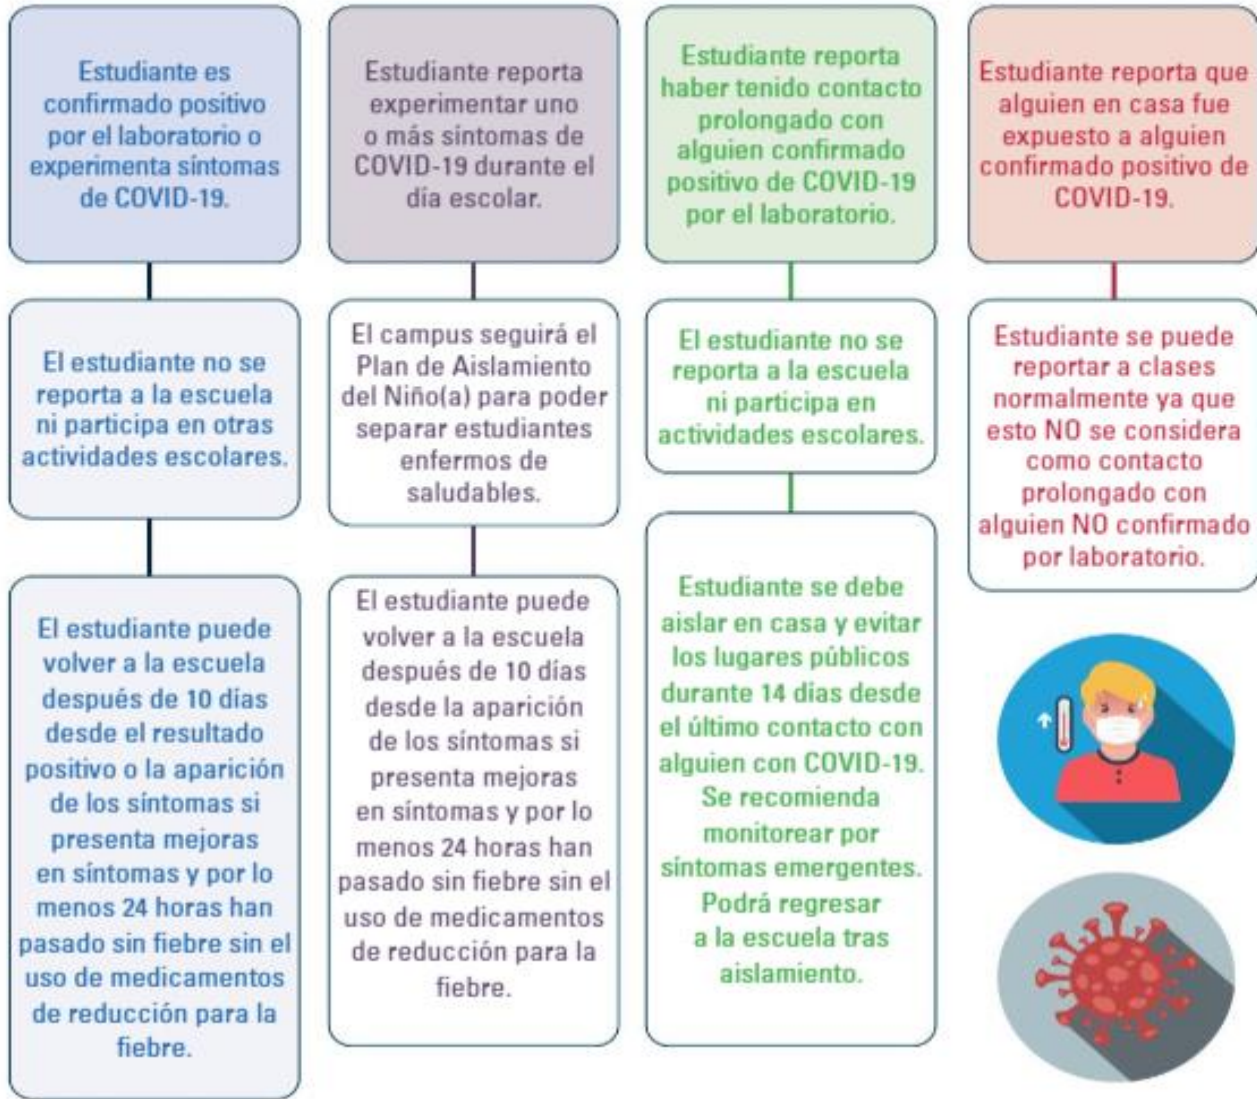 Estudiante es
confirmado positivo
por el laboratorio o
experimenta síntomas
de COVID-19.
El estudiante no se
reporta a la escuela
ni participa en otras
actividades escolares.
El estudiante puede
volver a la escuela
después de 10 días
desde el resultado
positivo o la aparición
de los síntomas si
presenta mejoras
en síntomas y por lo
menos 24 horas han
pasado sin fiebre sin el
uso de medicamentos
de reducción para la
fiebre.
Estudiante reporta
experimentar uno
o más síntomas de
COVID-19 durante el
día escolar.
El campus seguirá el
Plan de Aislamiento
del Niño(a) para poder
separar estudiantes
enfermos de
saludables.
El estudiante puede
volver a la escuela
después de 10 días
desde la aparición
de los síntomas si
presenta mejoras
en síntomas y por lo
menos 24 horas han
pasado sin fiebre sin el
uso de medicamentos
de reducción para la
fiebre.
Estudiante reporta
haber tenido contacto
prolongado con
alguien confirmado
positivo de COVID-19
por el laboratorio.
El estudiante no se
reporta a la escuela
ni participa en
actividades escolares.
Estudiante se debe
aislar en casa y evitar
los lugares públicos
durante 14 días desde
el último contacto con
alguien con COVID-19.
Se recomienda
monitorear por
síntomas emergentes.
Podrá regresar
a la escuela tras
aislamiento.
Estudiante reporta que
alguien en casa fue
expuesto a alguien
confirmado positivo de
COVID-19.
Estudiante se puede
reportar a clases
normalmente ya que
esto NO se considera
como contacto
prolongado con
alguien NO confirmado
por laboratorio.